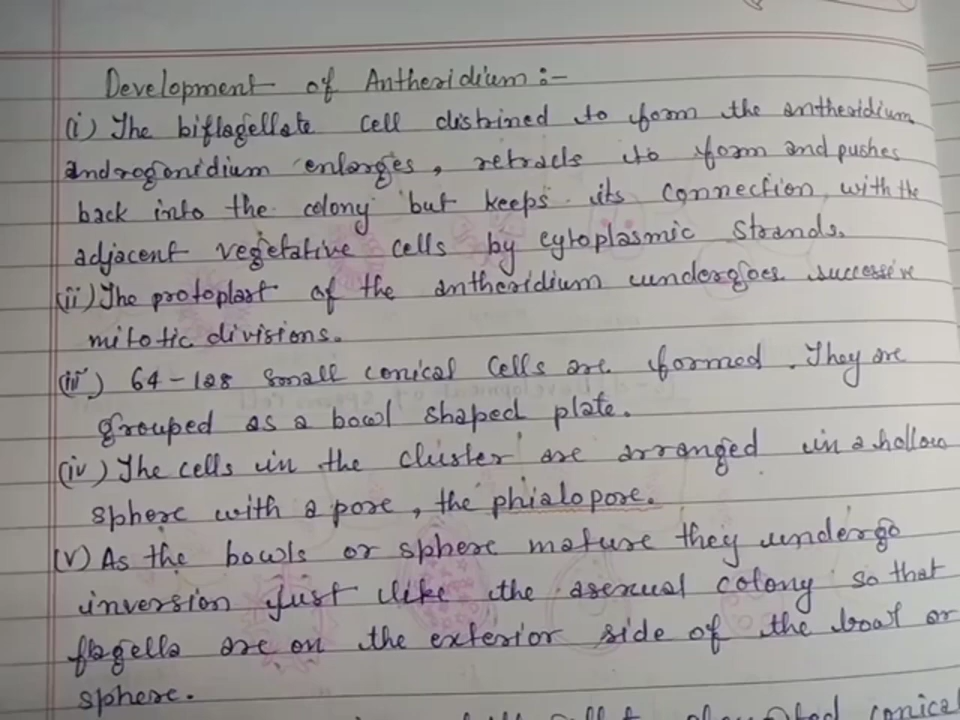 Development of Antheridium :-
(i) The biflagellate cell distined to form the antheridium
androgonidium enlarges, retracts its form and pushes
back into the colony but keeps its connection with the
adjacent vegetative cells by cytoplasmic strands.
(ii) The protoplast of the antheridium undergoes successive
mitotic divisions.
(iii) 64-128 small conical cells are formed. They are
grouped as a bowl shaped plate.
(iv) The cells in the cluster are arranged in a hollow
sphere with a pore, the phialopore.
(v) As the bowls or sphere mature they undergo
inversion just like the asexual colony so that
flagella are on the exterior side of the bowl or
sphere.
conical